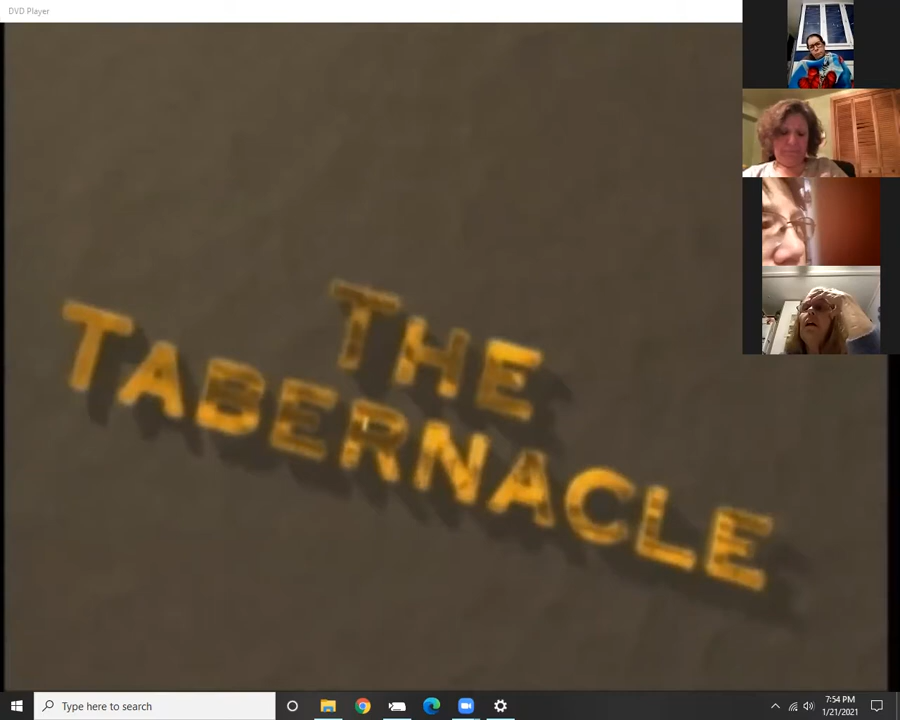 DVD Player
THE
TABERNACLE
Type here to search
7:54 PM
1/21/2021